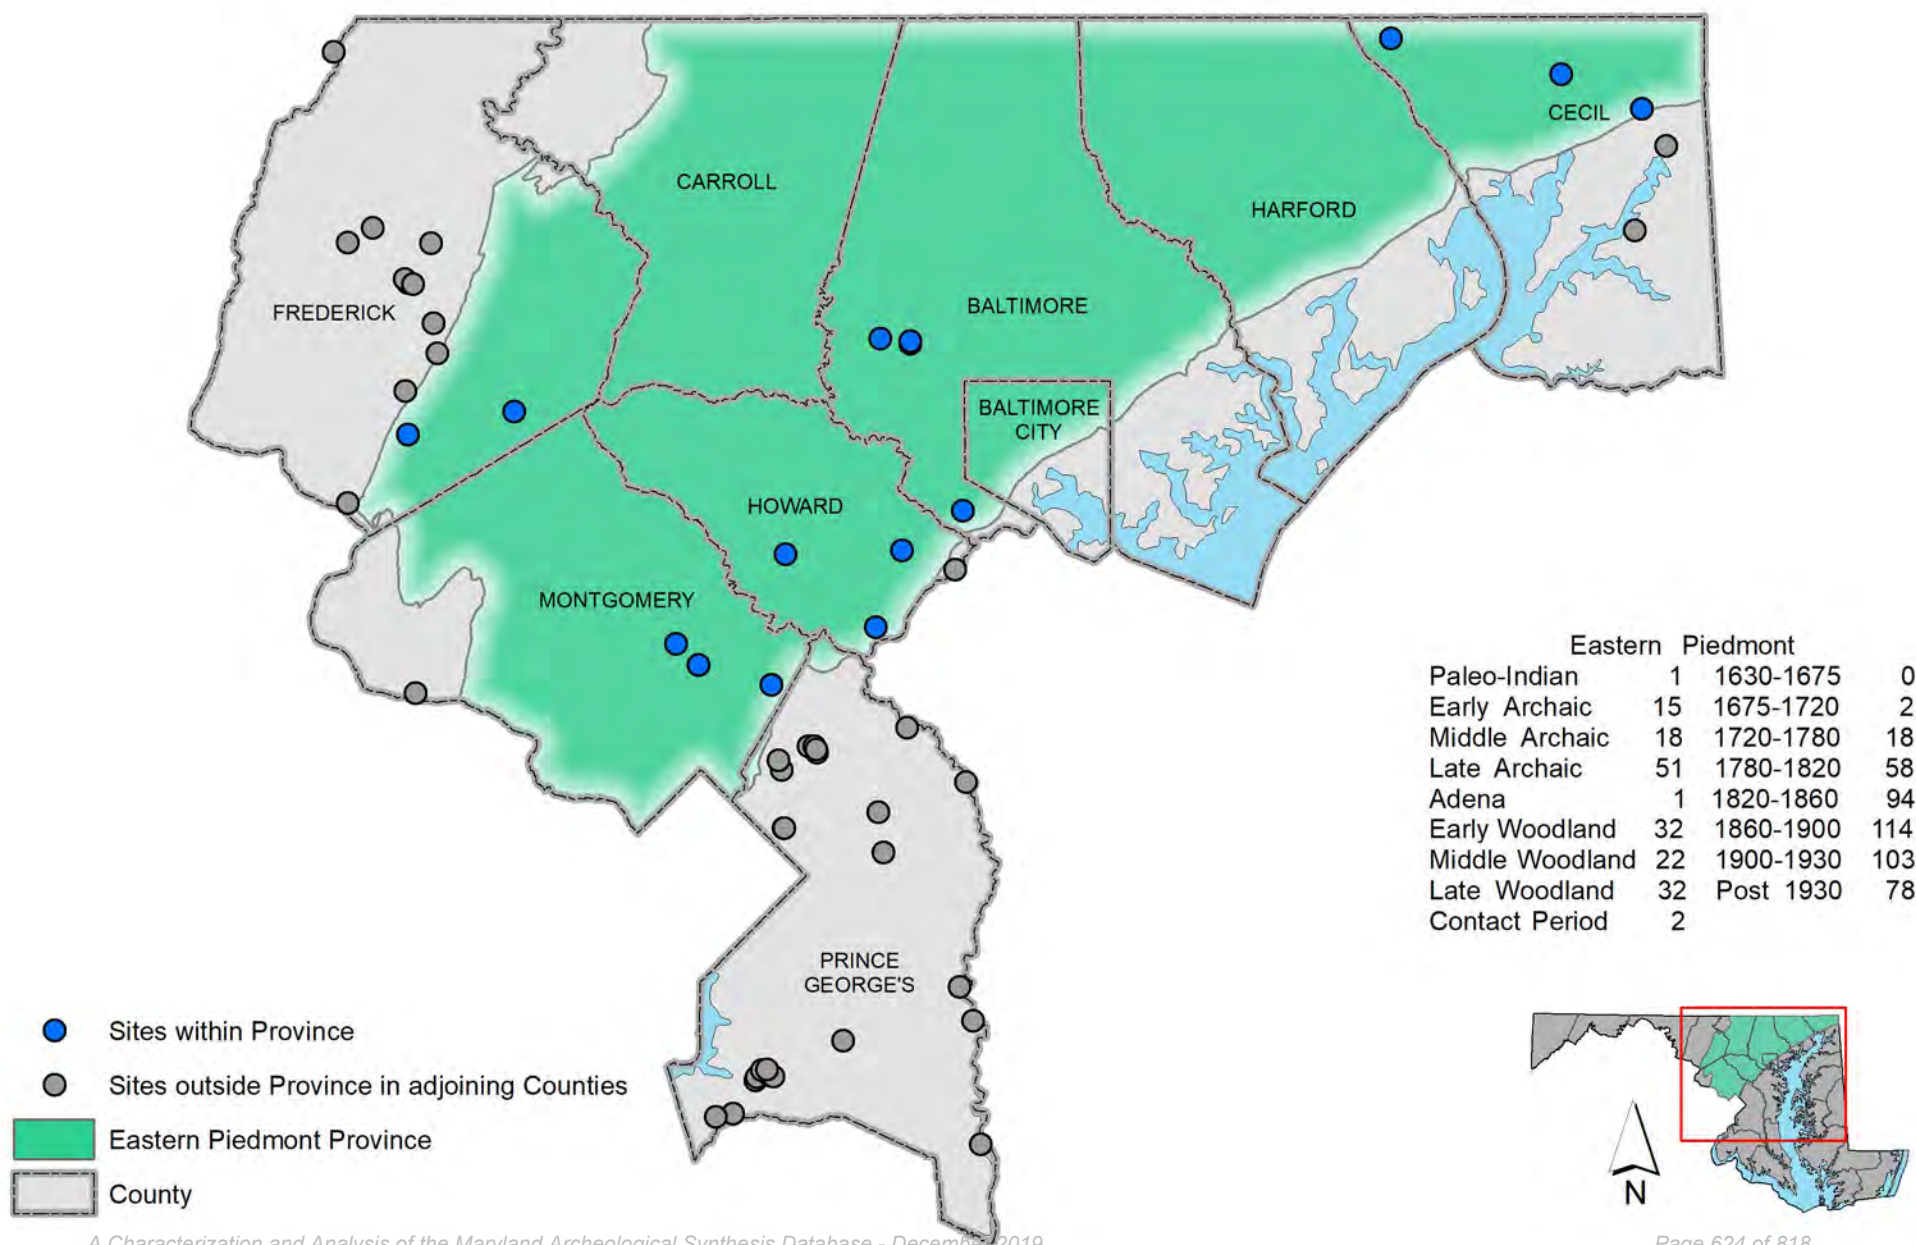 CARROLL
CECIL
HARFORD
BALTIMORE
FREDERICK
BALTIMORE
CITY
HOWARD
MONTGOMERY
PRINCE
GEORGE'S
Eastern Piedmont
Paleo-Indian 1 1630-1675 0
Early Archaic 15 1675-1720 2
Middle Archaic 18 1720-1780 18
Late Archaic 51 1780-1820 58
Adena 1 1820-1860 94
Early Woodland 32 1860-1900 114
Middle Woodland 22 1900-1930 103
Late Woodland 32 Post 1930 78
Contact Period 2
Sites within Province
Sites outside Province in adjoining Counties
Eastern Piedmont Province
County
N
A Characterization and Analysis of the Maryland Archeological Synthesis Database - December 2019
Page 624 of 818